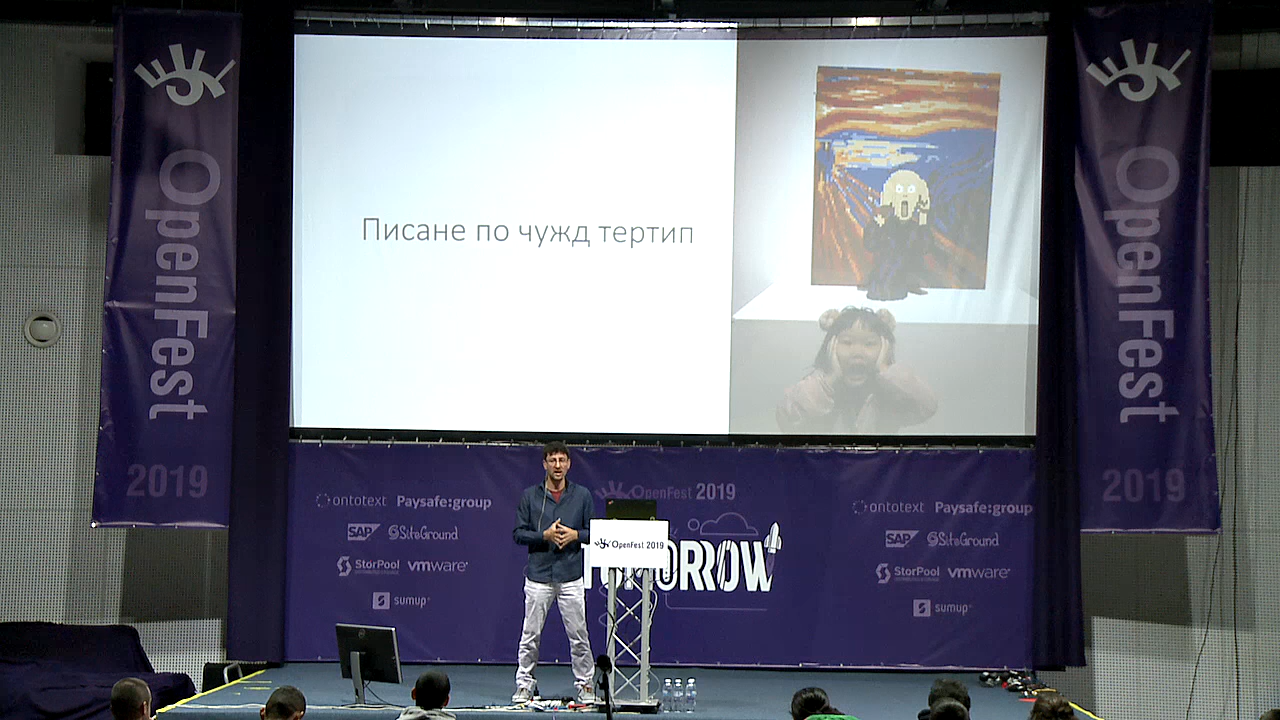 Писане по чужд тертип
OpenFest
2019
OpenFest
2019
OpenFest 2019
ontotext Paysafe:group
SAP SiteGround
StorPool vmware
sumup
OpenFest 2019
TOMORROW
ontotext Paysafe:group
SAP SiteGround
StorPool vmware
sumup